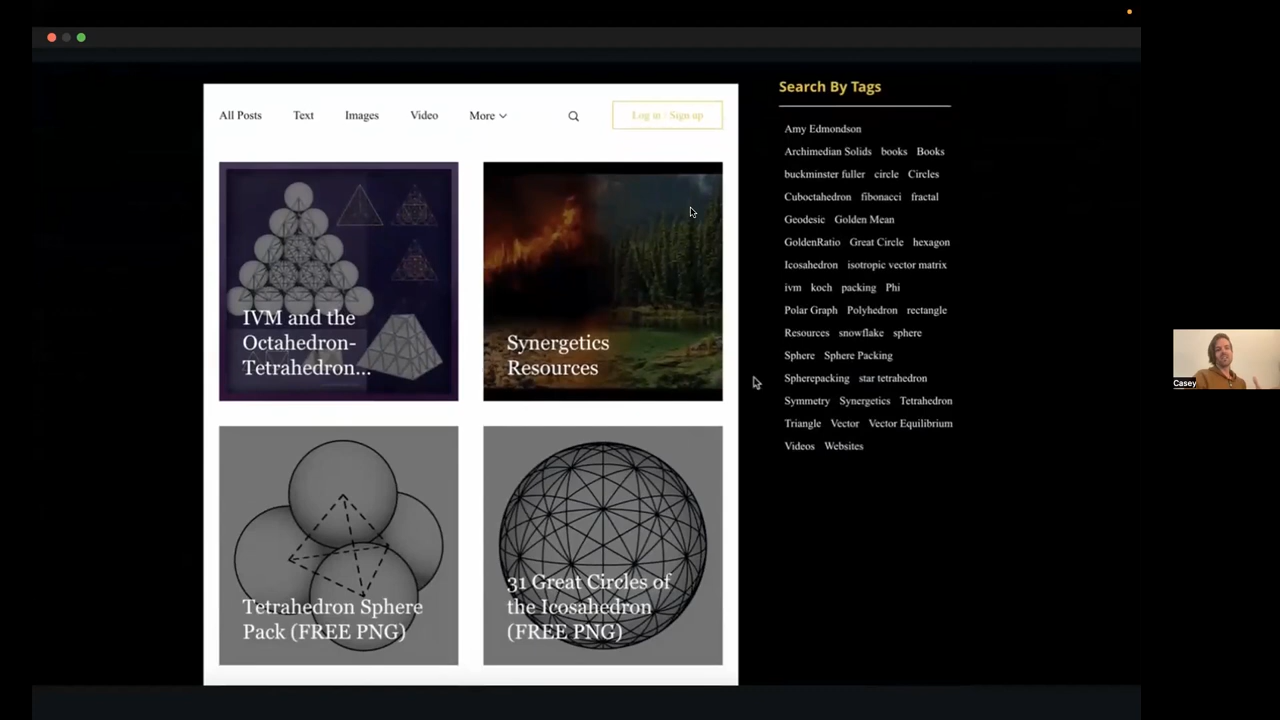 All Posts Text Images Video More
Log in / Sign up
IVM and the
Octahedron-
Tetrahedron...
Synergetics
Resources
Tetrahedron Sphere
Pack (FREE PNG)
31 Great Circles of
the Icosahedron
(FREE PNG)
Search By Tags
Amy Edmondson
Archimedian Solids books Books
buckminster fuller circle Circles
Cuboctahedron fibonacci fractal
Geodesic Golden Mean
GoldenRatio Great Circle hexagon
Icosahedron isotropic vector matrix
ivm koch packing Phi
Polar Graph Polyhedron rectangle
Resources snowflake sphere
Sphere Sphere Packing
Spherepacking star tetrahedron
Symmetry Synergetics Tetrahedron
Triangle Vector Vector Equilibrium
Videos Websites
Casey